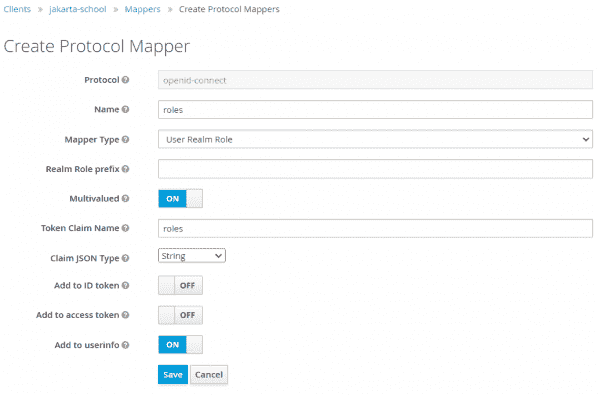 Clients » jakarta-school » Mappers » Create Protocol Mappers
Create Protocol Mapper
Protocol openid-connect
Name roles
Mapper Type User Realm Role
Realm Role prefix
Multivalued ON
Token Claim Name roles
Claim JSON Type String
Add to ID token OFF
Add to access token OFF
Add to userinfo ON
Save Cancel